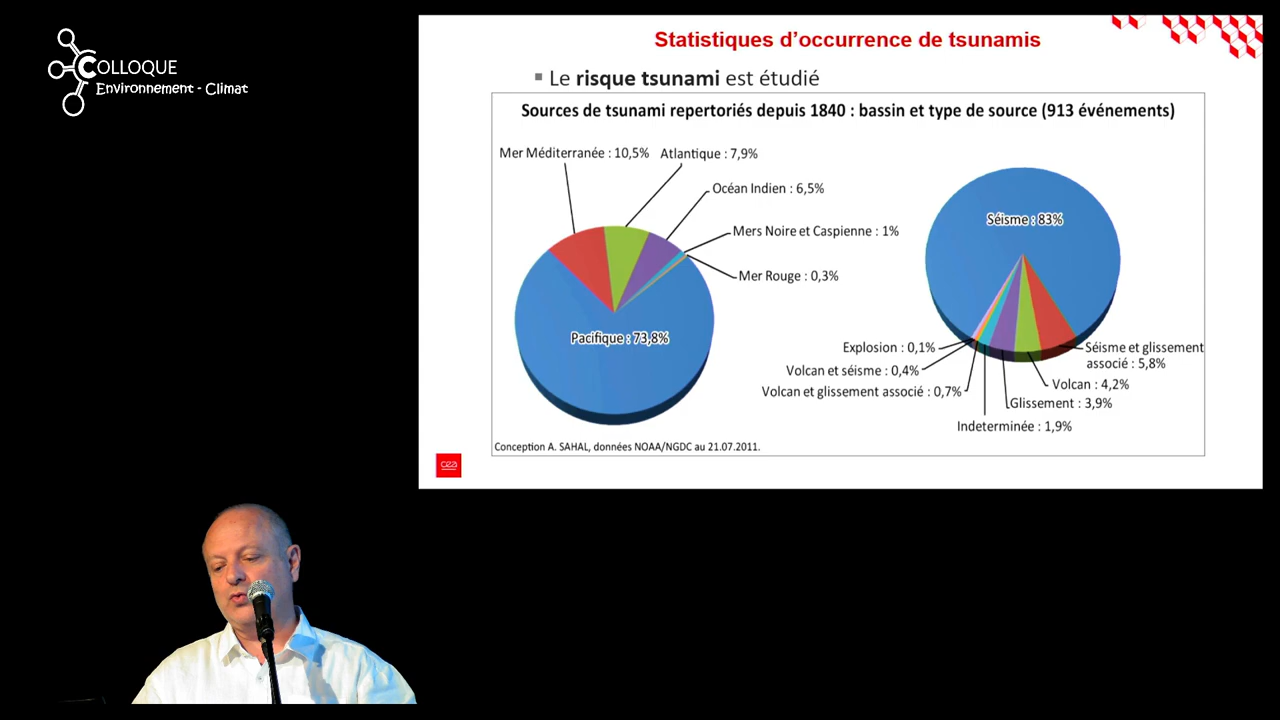 COLLOQUE
Environnement - Climat
Statistiques d’occurrence de tsunamis
▪ Le risque tsunami est étudié
Sources de tsunami repertoriés depuis 1840 : bassin et type de source (913 événements)
Mer Méditerranée : 10,5%
Atlantique : 7,9%
Océan Indien : 6,5%
Mers Noire et Caspienne : 1%
Mer Rouge : 0,3%
Pacifique : 73,8%
Séisme : 83%
Explosion : 0,1%
Volcan et séisme : 0,4%
Volcan et glissement associé : 0,7%
Indeterminée : 1,9%
Glissement : 3,9%
Volcan : 4,2%
Séisme et glissement
associé : 5,8%
Conception A. SAHAL, données NOAA/NGDC au 21.07.2011.
cea